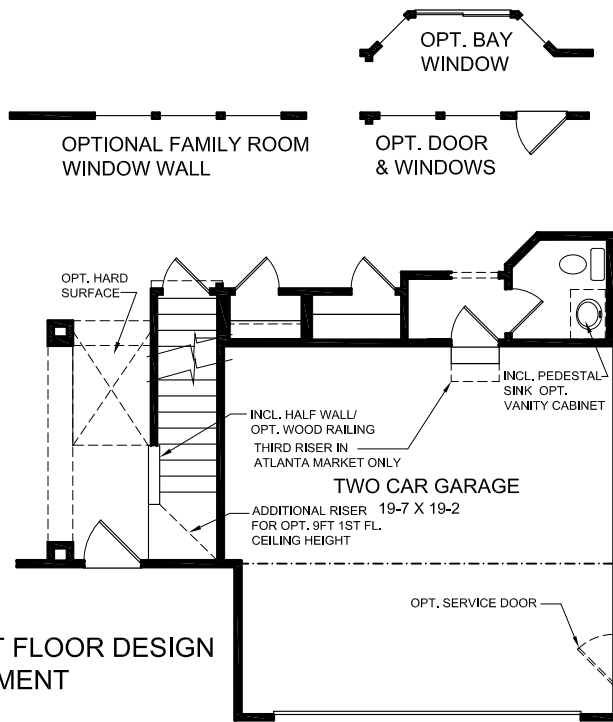 OPT. BAY
WINDOW
OPTIONAL FAMILY ROOM
WINDOW WALL
OPT. DOOR
& WINDOWS
OPT. HARD
SURFACE
INCL. PEDESTAL
SINK OPT.
VANITY CABINET
INCL. HALF WALL/
OPT. WOOD RAILING
THIRD RISER IN
ATLANTA MARKET ONLY
TWO CAR GARAGE
19-7 X 19-2
ADDITIONAL RISER
FOR OPT. 9FT 1ST FL.
CEILING HEIGHT
OPT. SERVICE DOOR
T FLOOR DESIGN
MENT